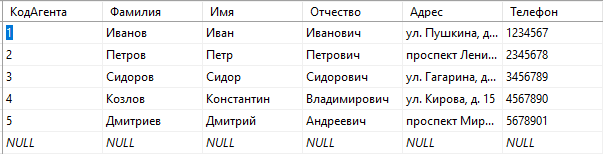 КодАгента Фамилия Имя Отчество Адрес Телефон
1 Иванов Иван Иванович ул. Пушкина, д... 1234567
2 Петров Петр Петрович проспект Лени... 2345678
3 Сидоров Сидор Сидорович ул. Гагарина, д... 3456789
4 Козлов Константин Владимирович ул. Кирова, д. 15 4567890
5 Дмитриев Дмитрий Андреевич проспект Мир... 5678901
NULL NULL NULL NULL NULL NULL